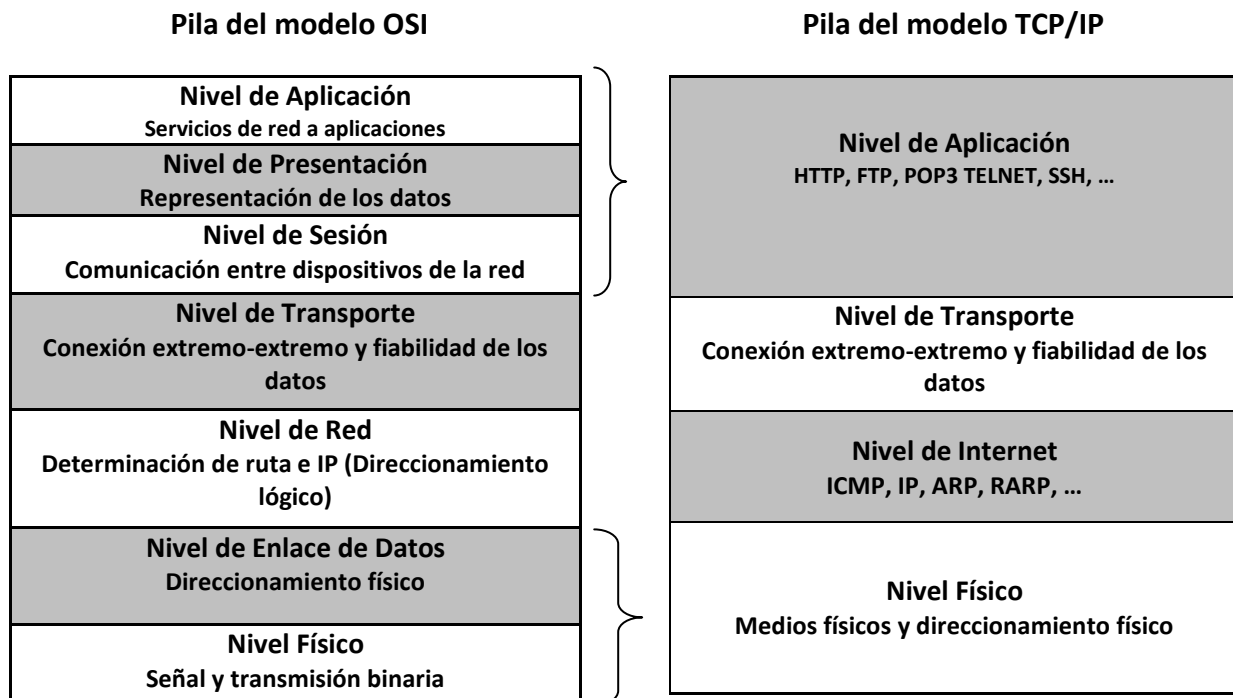 Pila del modelo OSI
Nivel de Aplicación
Servicios de red a aplicaciones
Nivel de Presentación
Representación de los datos
Nivel de Sesión
Comunicación entre dispositivos de la red
Nivel de Transporte
Conexión extremo-extremo y fiabilidad de los
datos
Nivel de Red
Determinación de ruta e IP (Direccionamiento
lógico)
Nivel de Enlace de Datos
Direccionamiento físico
Nivel Físico
Señal y transmisión binaria
Pila del modelo TCP/IP
Nivel de Aplicación
HTTP, FTP, POP3 TELNET, SSH, …
Nivel de Transporte
Conexión extremo-extremo y fiabilidad de los
datos
Nivel de Internet
ICMP, IP, ARP, RARP, …
Nivel Físico
Medios físicos y direccionamiento físico